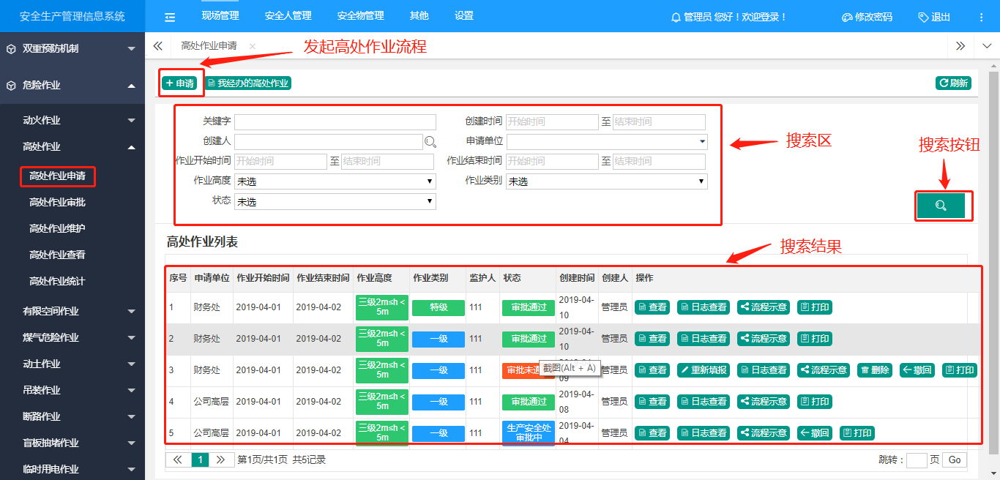 安全生产管理信息系统
现场管理 安全人管理 安全物管理 其他 设置
管理员 您好！欢迎登录！ 修改密码 退出
双重预防机制
危险作业
动火作业
高处作业
高处作业申请
高处作业审批
高处作业维护
高处作业查看
高处作业统计
有限空间作业
煤气危险作业
动土作业
吊装作业
断路作业
盲板抽堵作业
临时用电作业
高处作业申请 ×
发起高处作业流程
+ 申请 我经办的高处作业 刷新
关键字 创建时间 开始时间 至 结束时间
创建人 申请单位
搜索区
搜索按钮
作业开始时间 开始时间 至 结束时间 作业结束时间 开始时间 至 结束时间
作业高度 未选 作业类别 未选
状态 未选
高处作业列表
搜索结果
序号 申请单位 作业开始时间 作业结束时间 作业高度 作业类别 监护人 状态 创建时间 创建人 操作
1 财务处 2019-04-01 2019-04-02 三级2m≤h < 5m 特级 111 审批通过 2019-04-10 管理员 查看 日志查看 流程示意 打印
2 财务处 2019-04-01 2019-04-02 三级2m≤h < 5m 一级 111 审批通过 2019-04-10 管理员 查看 日志查看 流程示意 打印
3 财务处 2019-04-01 2019-04-02 三级2m≤h < 5m 一级 111 审批未通 09 管理员 查看 重新填报 日志查看 流程示意 删除 撤回 打印
截图(Alt + A)
4 公司高层 2019-04-01 2019-04-02 三级2m≤h < 5m 一级 111 审批通过 2019-04-08 管理员 查看 日志查看 流程示意 打印
5 公司高层 2019-04-01 2019-04-02 三级2m≤h < 5m 一级 111 生产安全处审批中 2019-04-04 管理员 查看 日志查看 流程示意 撤回 打印
1 第1页/共1页 共5记录 跳转： 页 Go